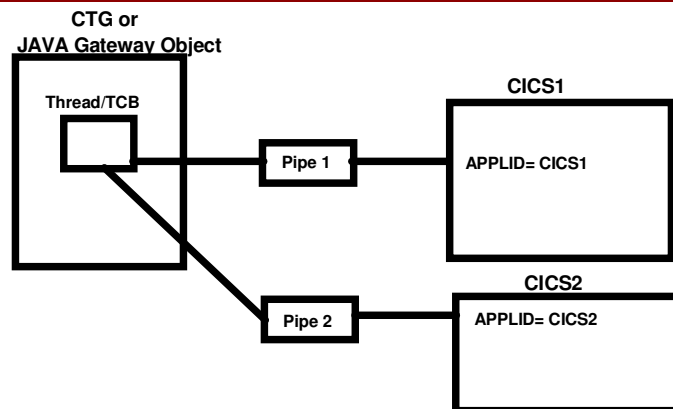 CTG or
JAVA Gateway Object
Thread/TCB
CICS1
Pipe 1
APPLID= CICS1
CICS2
Pipe 2
APPLID= CICS2